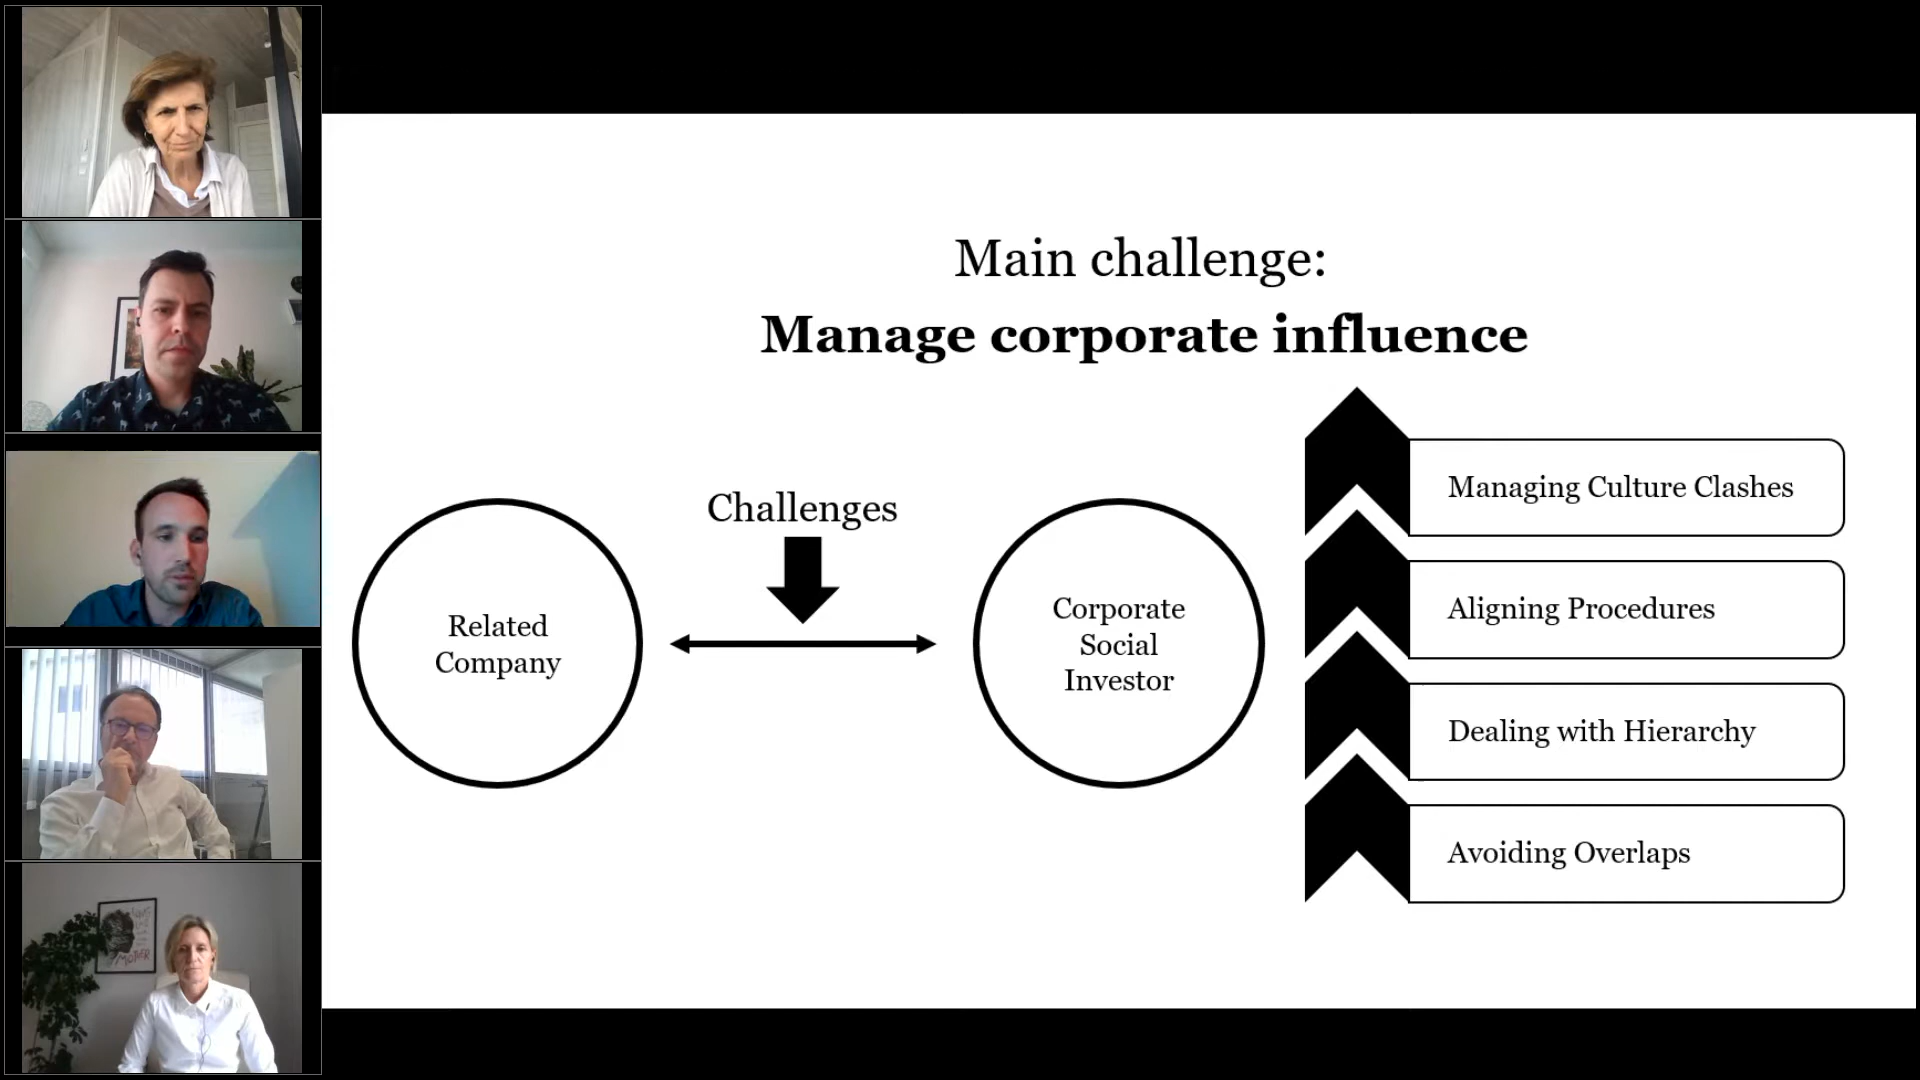 Main challenge:
Manage corporate influence
Challenges
Related
Company
Corporate
Social
Investor
Managing Culture Clashes
Aligning Procedures
Dealing with Hierarchy
Avoiding Overlaps
MOTHER